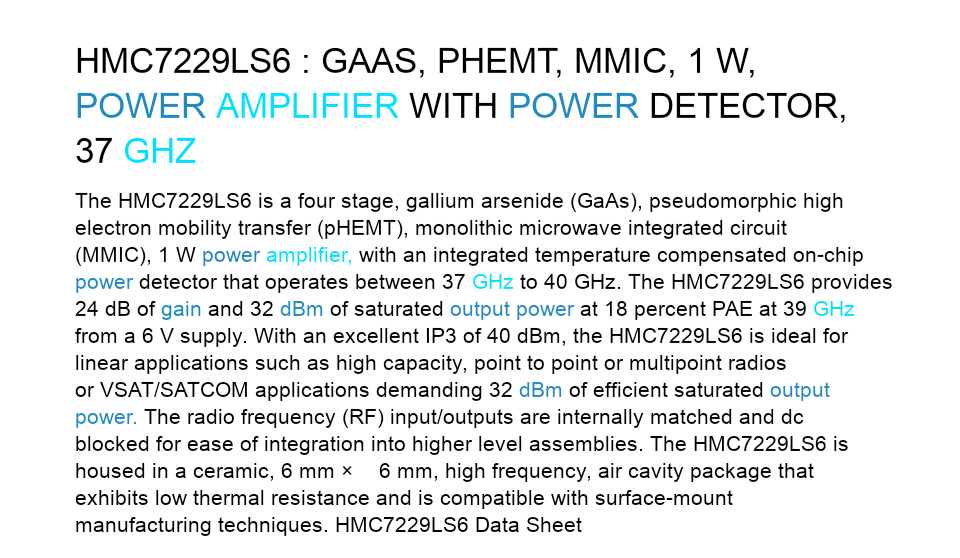 HMC7229LS6 : GAAS, PHEMT, MMIC, 1 W,
POWER AMPLIFIER WITH POWER DETECTOR,
37 GHZ
The HMC7229LS6 is a four stage, gallium arsenide (GaAs), pseudomorphic high
electron mobility transfer (pHEMT), monolithic microwave integrated circuit
(MMIC), 1 W power amplifier, with an integrated temperature compensated on-chip
power detector that operates between 37 GHz to 40 GHz. The HMC7229LS6 provides
24 dB of gain and 32 dBm of saturated output power at 18 percent PAE at 39 GHz
from a 6 V supply. With an excellent IP3 of 40 dBm, the HMC7229LS6 is ideal for
linear applications such as high capacity, point to point or multipoint radios
or VSAT/SATCOM applications demanding 32 dBm of efficient saturated output
power. The radio frequency (RF) input/outputs are internally matched and dc
blocked for ease of integration into higher level assemblies. The HMC7229LS6 is
housed in a ceramic, 6 mm × 6 mm, high frequency, air cavity package that
exhibits low thermal resistance and is compatible with surface-mount
manufacturing techniques. HMC7229LS6 Data Sheet